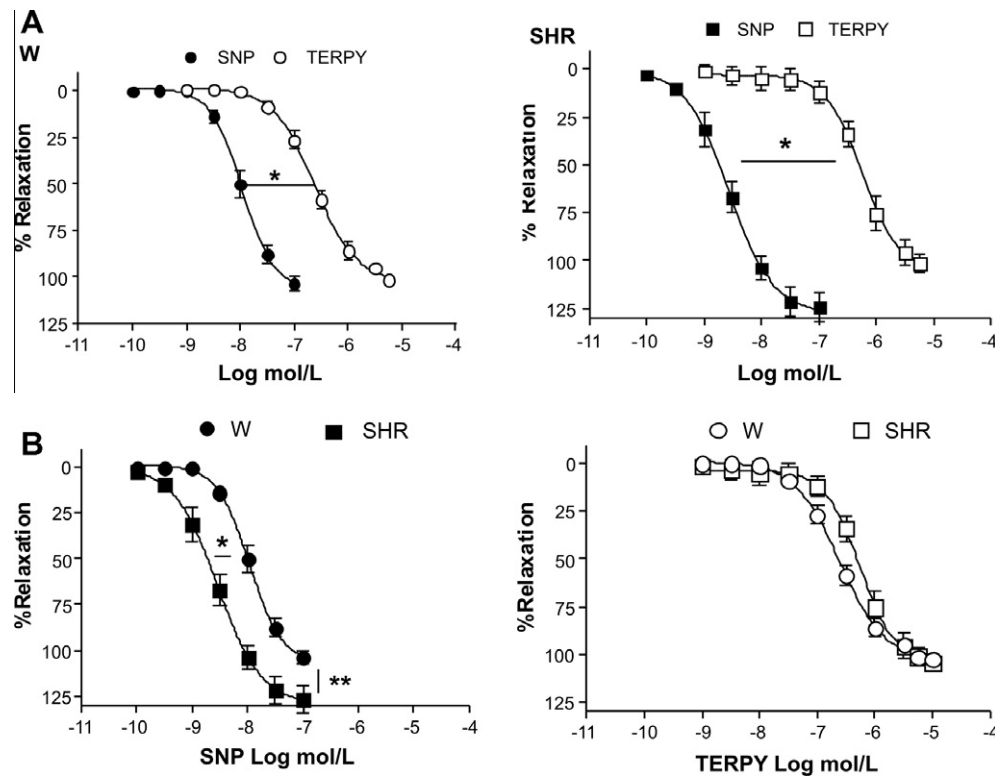 A
W
SNP TERPY
% Relaxation
0
25
50
75
100
125
*
-11 -10 -9 -8 -7 -6 -5 -4
Log mol/L
SHR
SNP TERPY
% Relaxation
0
25
50
75
100
125
*
-11 -10 -9 -8 -7 -6 -5 -4
Log mol/L
B
W SHR
%Relaxation
0
25
50
75
100
125
*
**
-11 -10 -9 -8 -7 -6 -5 -4
SNP Log mol/L
W SHR
%Relaxation
0
25
50
75
100
125
-11 -10 -9 -8 -7 -6 -5 -4
TERPY Log mol/L